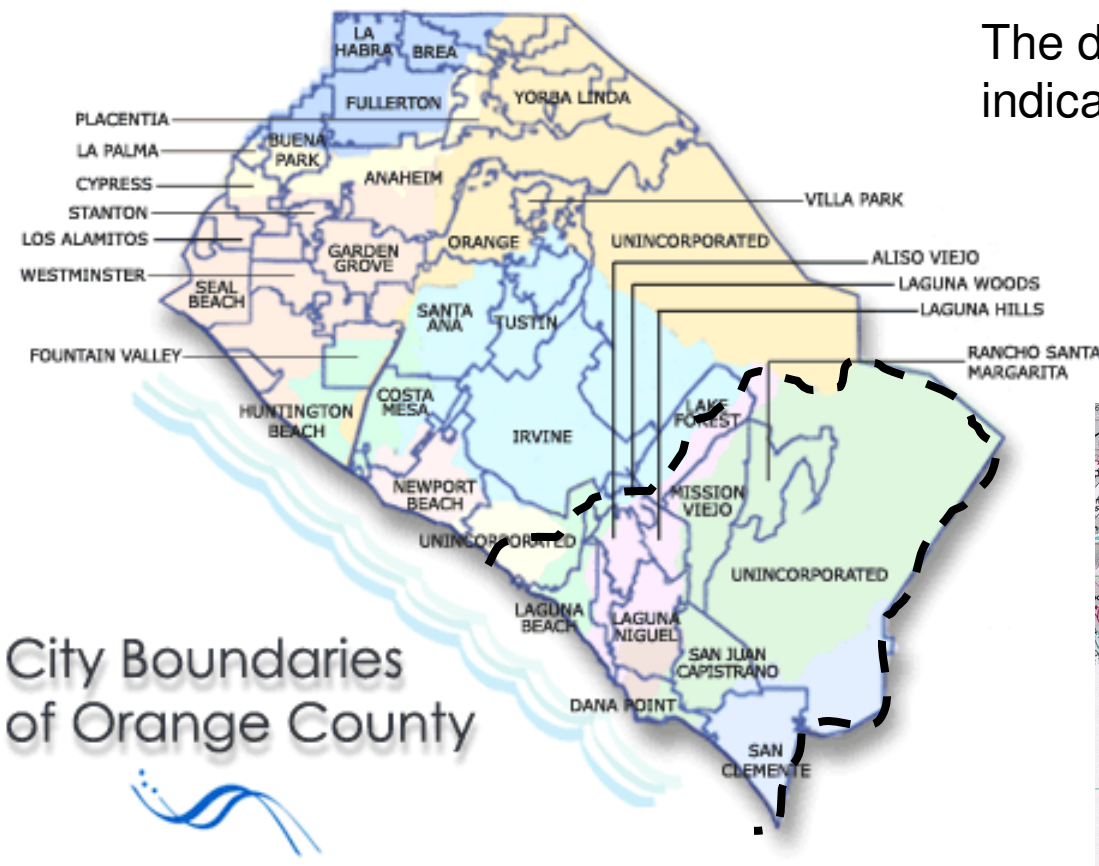 The d
indica
LA
HABRA
BREA
FULLERTON
YORBA LINDA
PLACENTIA
LA PALMA
BUENA
PARK
CYPRESS
ANAHEIM
STANTON
VILLA PARK
LOS ALAMITOS
GARDEN
GROVE
ORANGE
UNINCORPORATED
WESTMINSTER
ALISO VIEJO
SEAL
BEACH
LAGUNA WOODS
SANTA
ANA
TUSTIN
LAGUNA HILLS
FOUNTAIN VALLEY
RANCHO SANTA
MARGARITA
HUNTINGTON
BEACH
COSTA
MESA
LAKE
FOREST
IRVINE
NEWPORT
BEACH
MISSION
VIEJO
UNINCORPORATED
UNINCORPORATED
LAGUNA
BEACH
LAGUNA
NIGUEL
SAN JUAN
CAPISTRANO
DANA POINT
SAN
CLEMENTE
City Boundaries
of Orange County